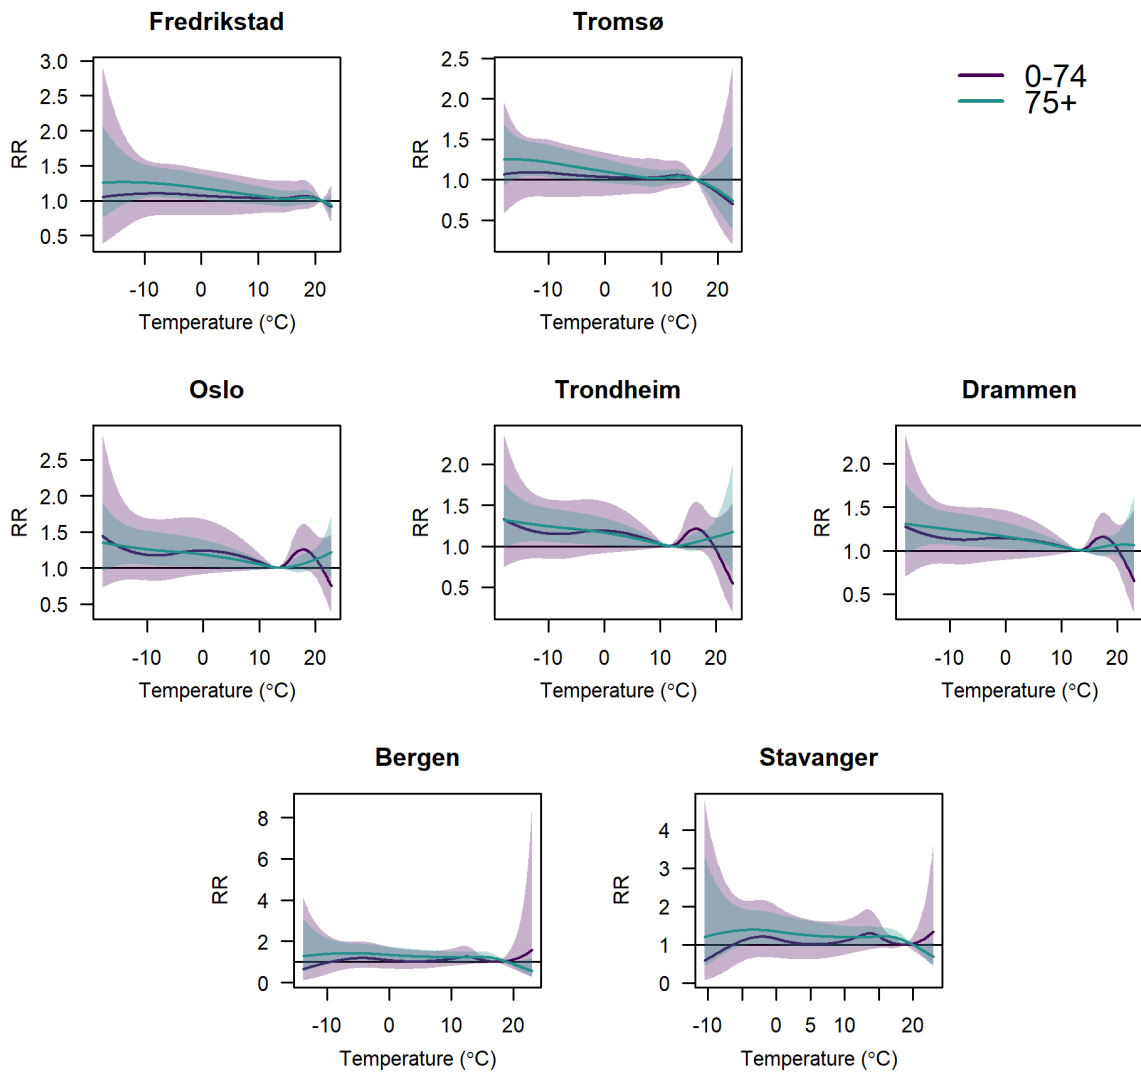 Fredrikstad
Tromsø
0-74
75+
RR
3.0
2.5
2.0
1.5
1.0
0.5
-10 0 10 20
Temperature (°C)
RR
2.5
2.0
1.5
1.0
0.5
-10 0 10 20
Temperature (°C)
Oslo
Trondheim
Drammen
RR
2.5
2.0
1.5
1.0
0.5
-10 0 10 20
Temperature (°C)
RR
2.0
1.5
1.0
0.5
-10 0 10 20
Temperature (°C)
RR
2.0
1.5
1.0
0.5
-10 0 10 20
Temperature (°C)
Bergen
Stavanger
RR
8
6
4
2
0
-10 0 10 20
Temperature (°C)
RR
4
3
2
1
0
-10 0 5 10 20
Temperature (°C)